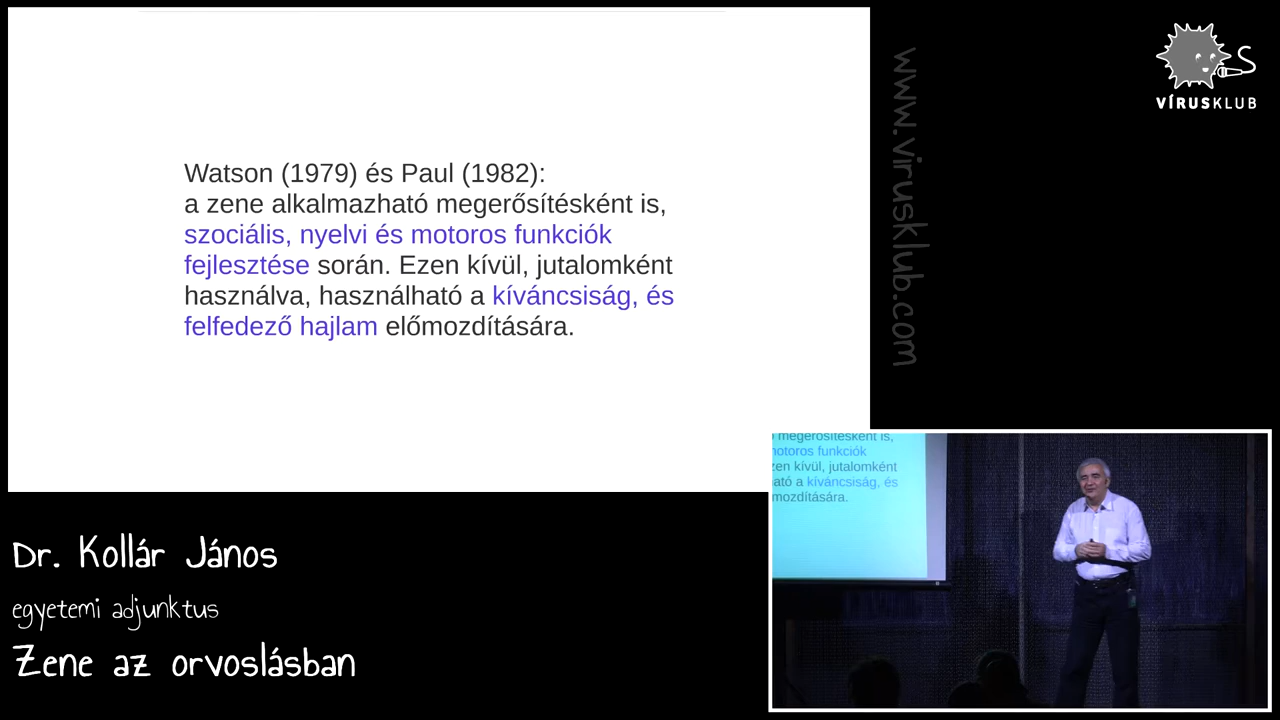 Watson (1979) és Paul (1982):
a zene alkalmazható megerősítésként is,
szociális, nyelvi és motoros funkciók
fejlesztése során. Ezen kívül, jutalomként
használva, használható a kíváncsiság, és
felfedező hajlam előmozdítására.
www.virusklub.com
VÍRUSKLUB
megerősítésként is,
motoros funkciók
zen kívül, jutalomként
ató a kíváncsiság, és
mozdítására.
Dr. Kollár János
egyetemi adjunktus
Zene az orvoslásban